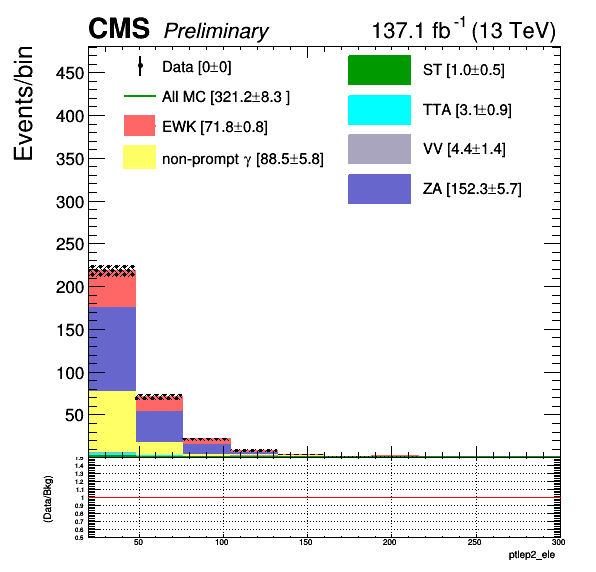 CMS Preliminary 137.1 fb⁻¹ (13 TeV)
Events/bin
450
400
350
300
250
200
150
100
50
Data [0±0]
All MC [321.2±8.3 ]
EWK [71.8±0.8]
non-prompt γ [88.5±5.8]
ST [1.0±0.5]
TTA [3.1±0.9]
VV [4.4±1.4]
ZA [152.3±5.7]
(Data/Bkg)
1.5
1.4
1.3
1.2
1.1
1
0.9
0.8
0.7
0.6
0.5
50 100 150 200 250 300
ptlep2_ele